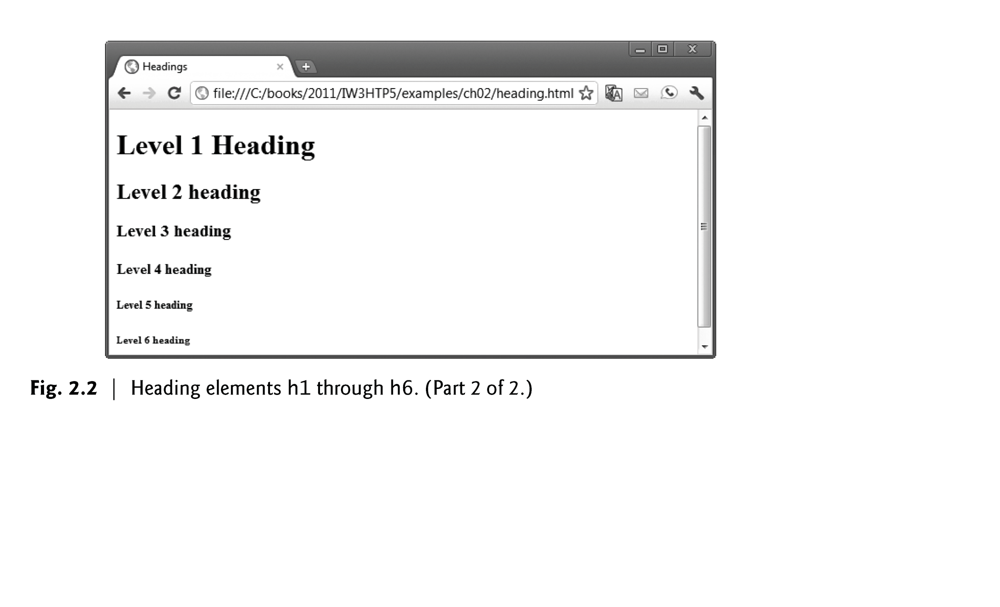 Headings
file:///C:/books/2011/IW3HTP5/examples/ch02/heading.html
Level 1 Heading
Level 2 heading
Level 3 heading
Level 4 heading
Level 5 heading
Level 6 heading
Fig. 2.2 | Heading elements h1 through h6. (Part 2 of 2.)